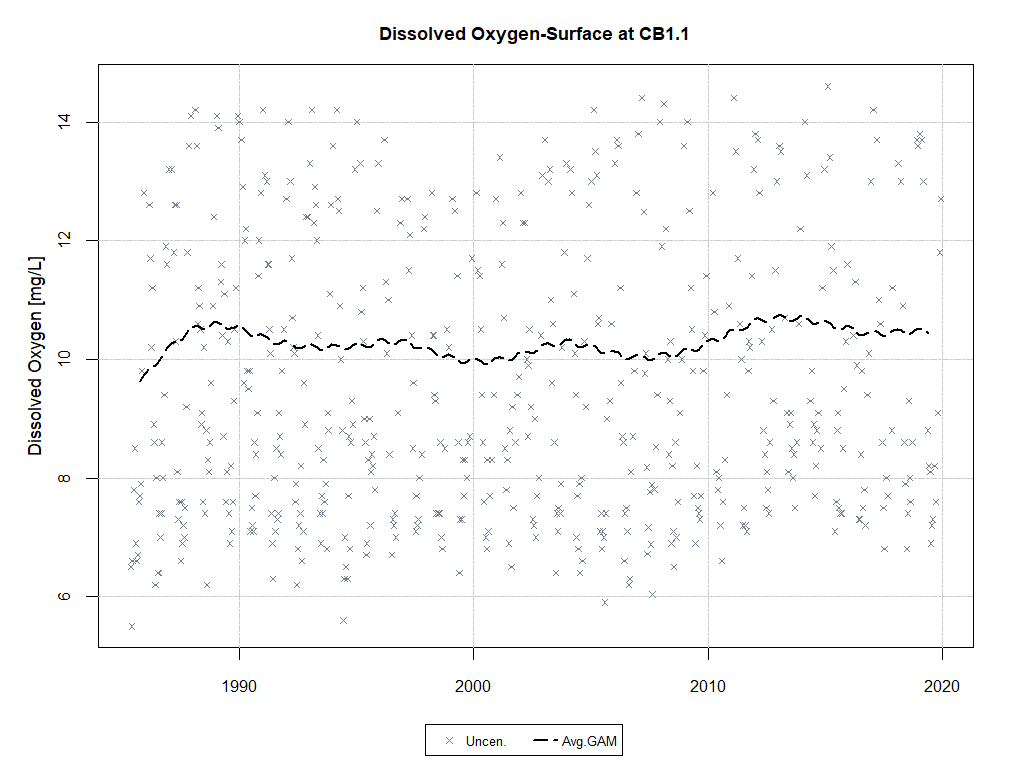 Dissolved Oxygen-Surface at CB1.1
Dissolved Oxygen [mg/L]
14
12
10
8
6
1990
2000
2010
2020
Uncen.
Avg.GAM